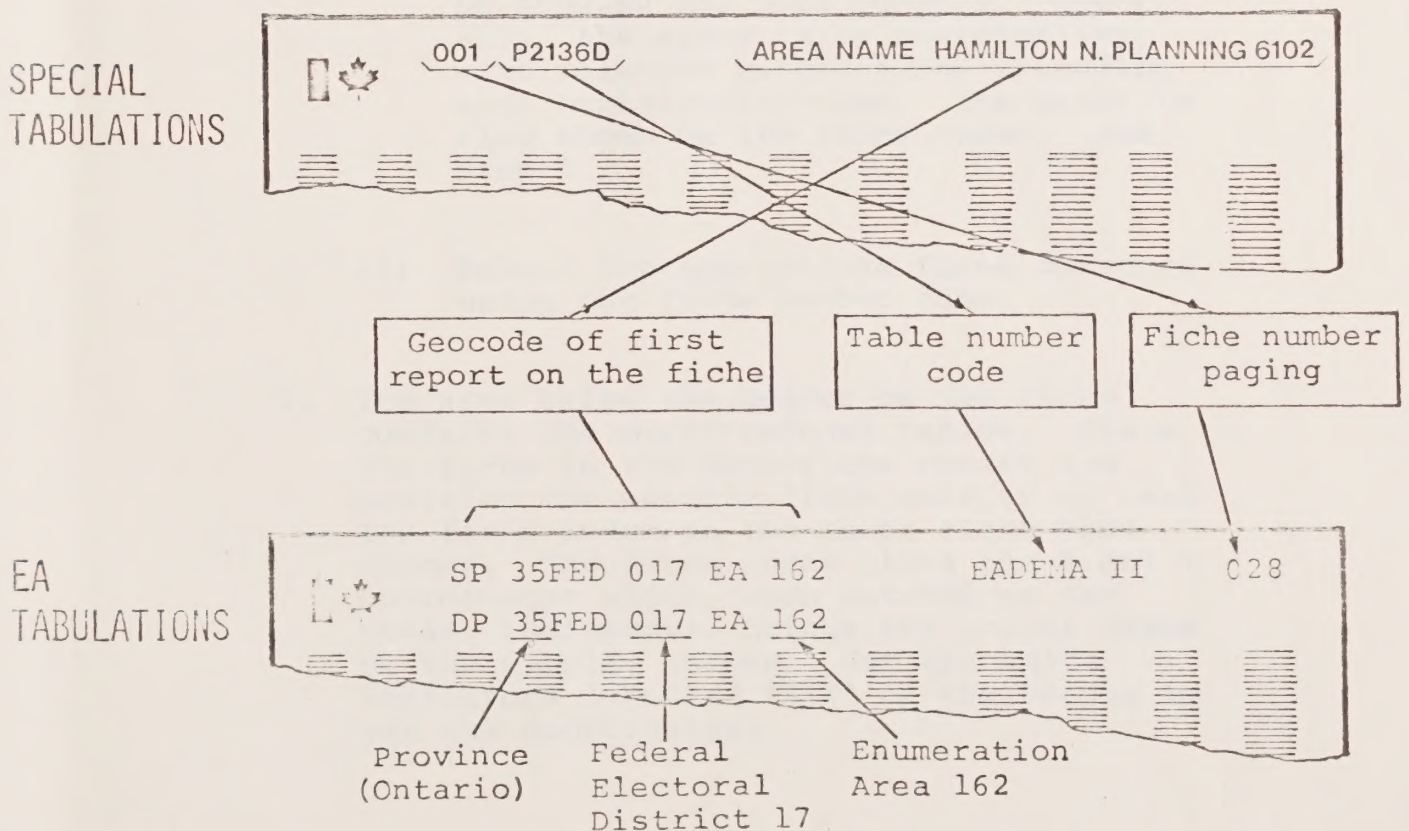 SPECIAL
TABULATIONS
001 P2136D AREA NAME HAMILTON N. PLANNING 6102
Geocode of first
report on the fiche
Table number
code
Fiche number
paging
EA
TABULATIONS
SP 35FED 017 EA 162 EADEMA II 028
DP 35FED 017 EA 162
Province
(Ontario)
Federal
Electoral
District 17
Enumeration
Area 162